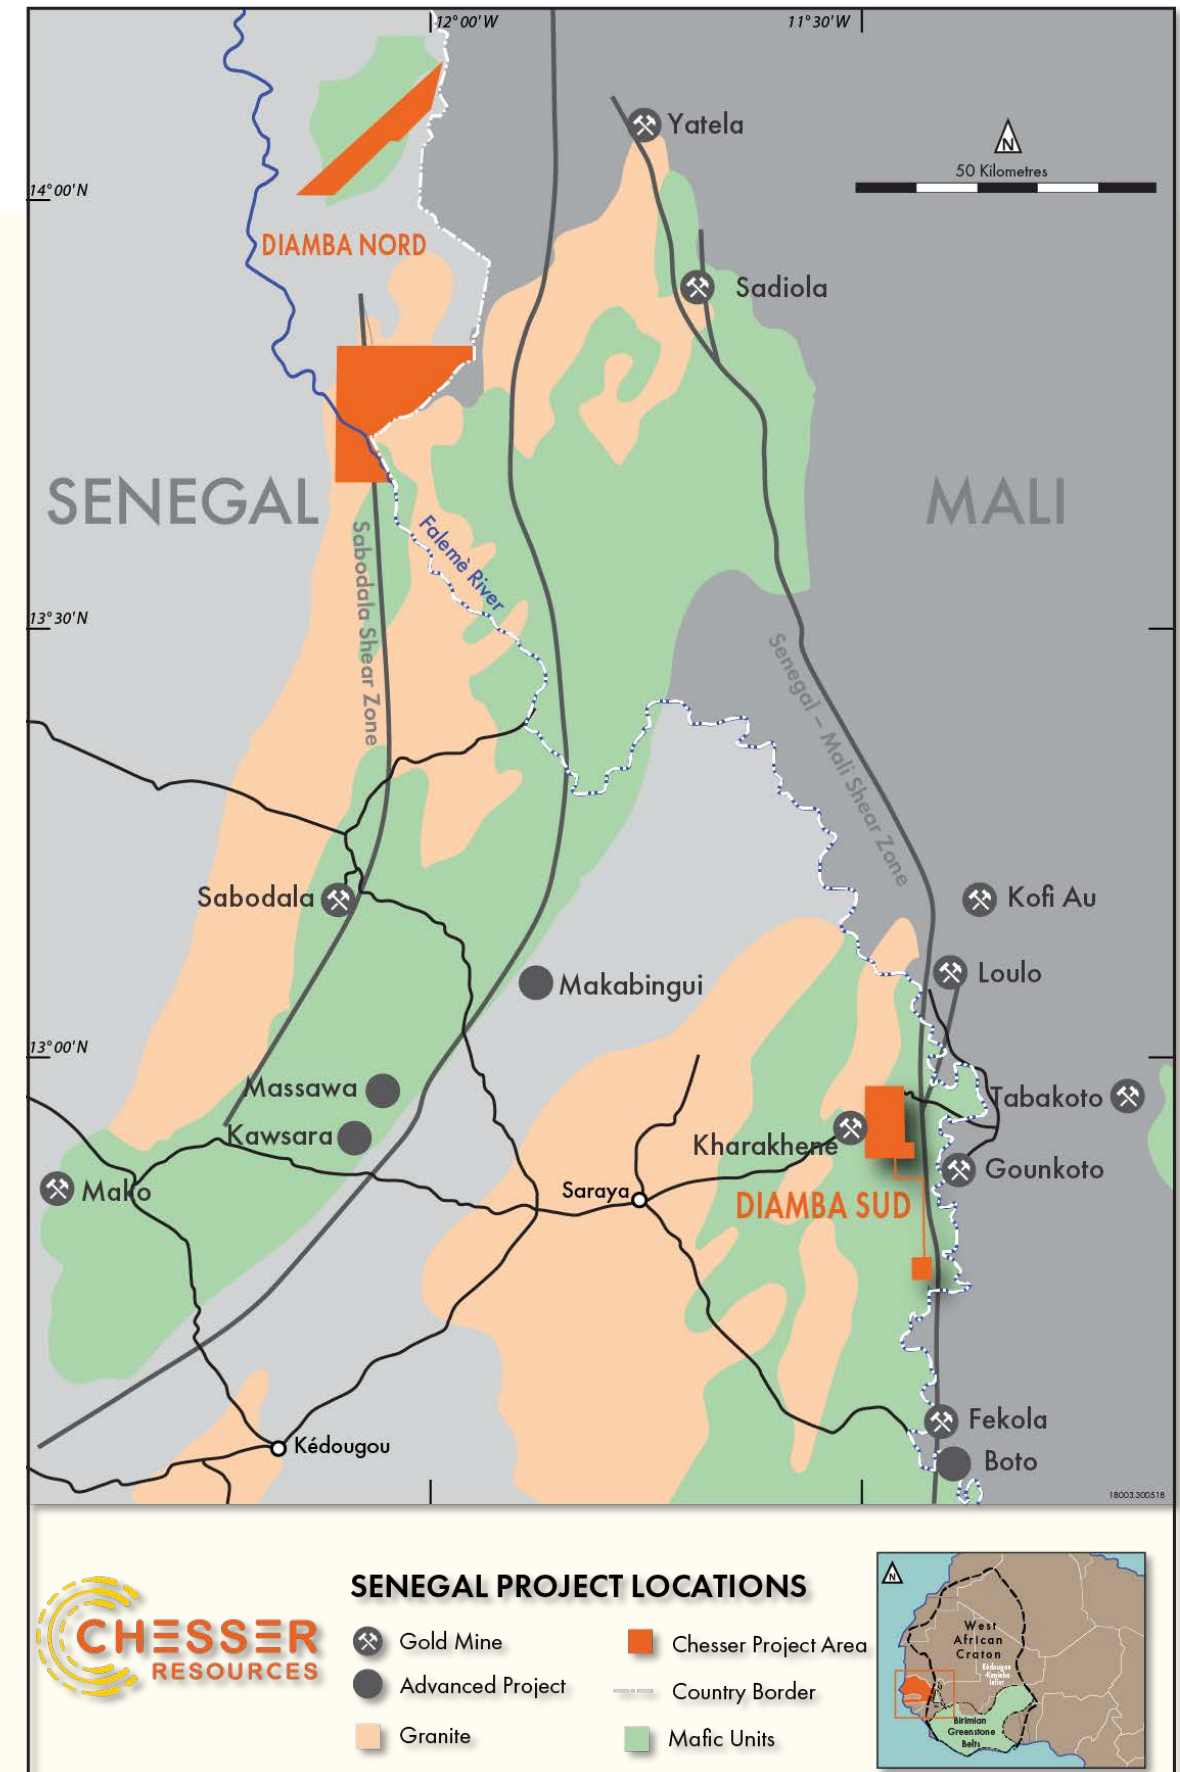 12°00'W
11°30'W
Yatela
N
50 Kilometres
14°00'N
DIAMBA NORD
Sadiola
SENEGAL
MALI
Falemè River
Sabodala Shear Zone
13°30'N
Senegal – Mali Shear Zone
Sabodala
Kofi Au
Loulo
Makabingui
13°00'N
Massawa
Tabakoto
Kawsara
Kharakhene
Gounkoto
Mako
Saraya
DIAMBA SUD
Fekola
Kédougou
Boto
18003.300518
CHESSER
RESOURCES
SENEGAL PROJECT LOCATIONS
Gold Mine
Chesser Project Area
Advanced Project
Country Border
Granite
Mafic Units
N
West
African
Craton
Kédougou
-Kenieba
Inlier
Birimian
Greenstone
Belts